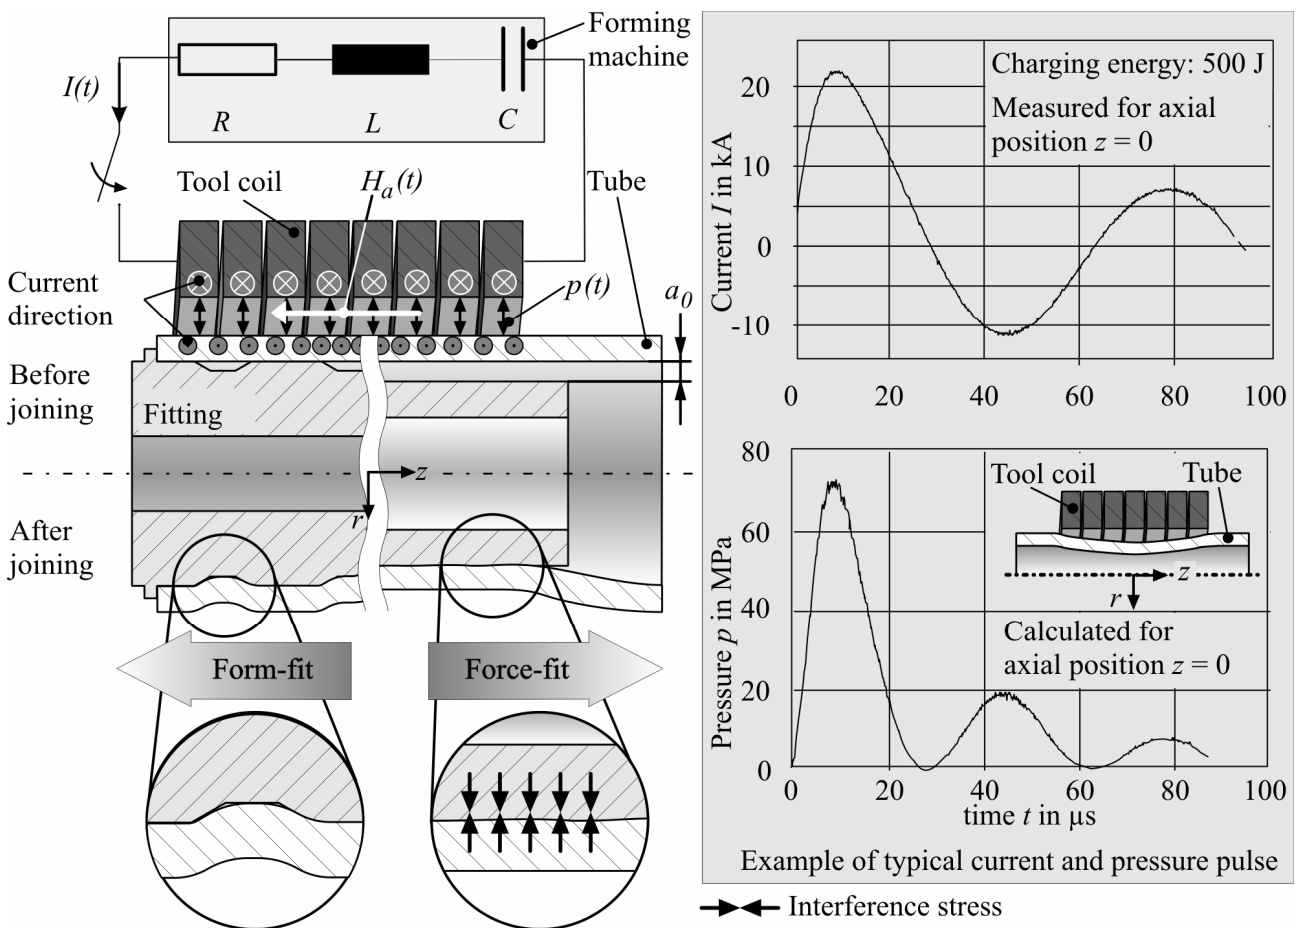 Forming
machine
I(t)
R
L
C
Tool coil
H_a(t)
Tube
Current
direction
p(t)
a_0
Before
joining
Fitting
z
r
After
joining
Form-fit
Force-fit
Charging energy: 500 J
Measured for axial
position z = 0
Current I in kA
20
10
0
-10
0
20
40
60
80
100
80
60
40
20
0
Pressure p in MPa
Tool coil
Tube
z
r
Calculated for
axial position z = 0
0
20
40
60
80
100
time t in µs
Example of typical current and pressure pulse
Interference stress